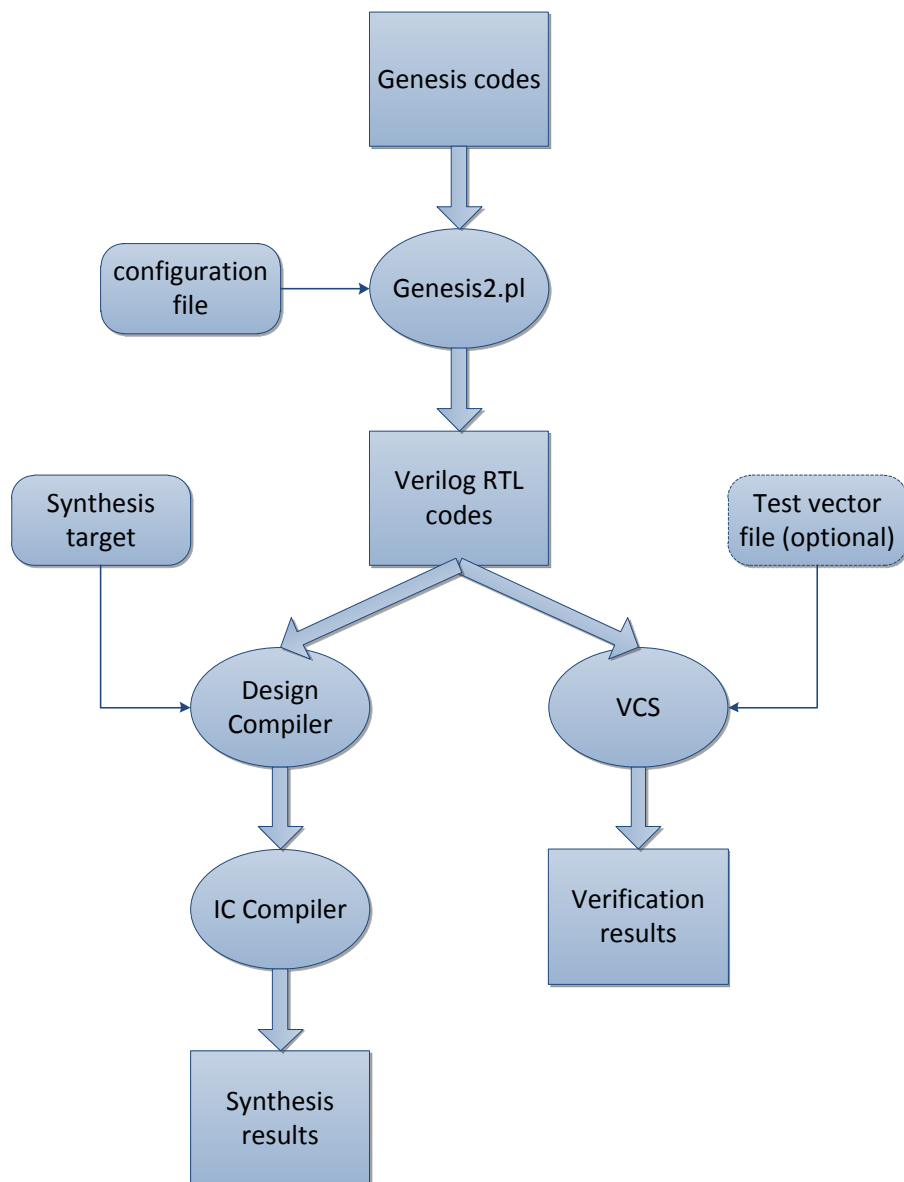 Genesis codes
configuration
file
Genesis2.pl
Verilog RTL
codes
Synthesis
target
Test vector
file (optional)
Design
Compiler
VCS
IC Compiler
Verification
results
Synthesis
results